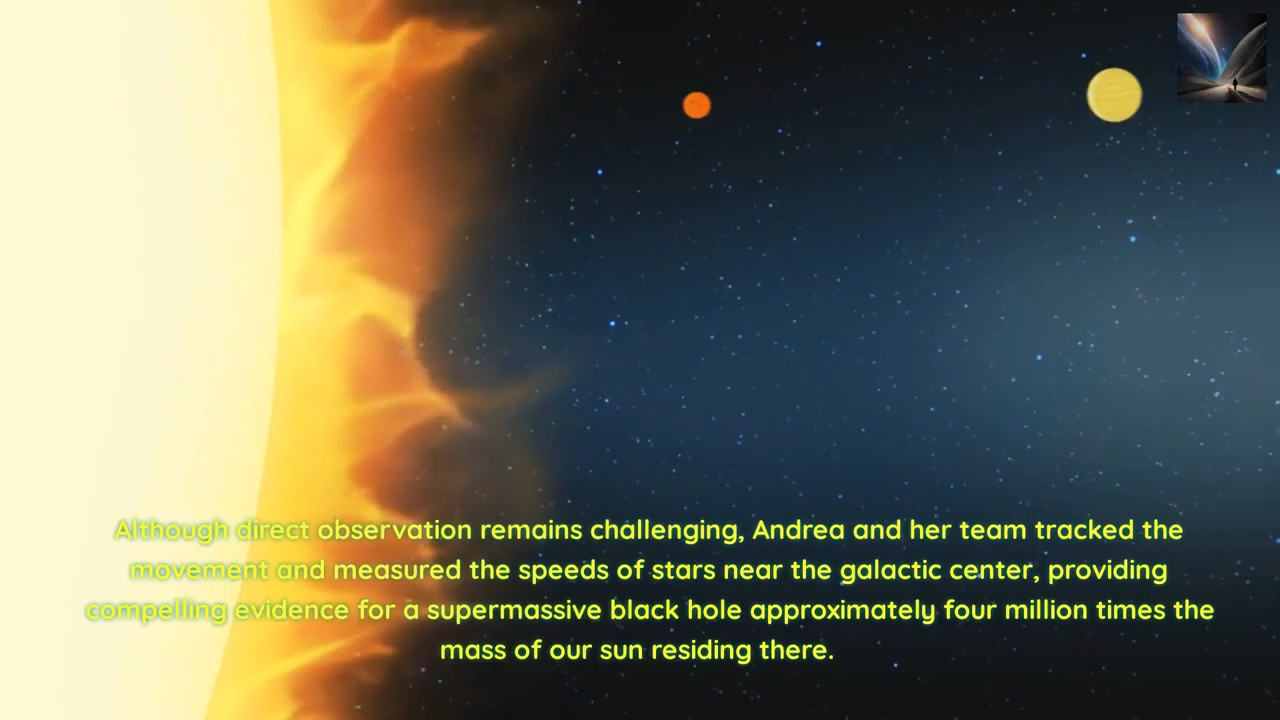 Although direct observation remains challenging, Andrea and her team tracked the
movement and measured the speeds of stars near the galactic center, providing
compelling evidence for a supermassive black hole approximately four million times the
mass of our sun residing there.